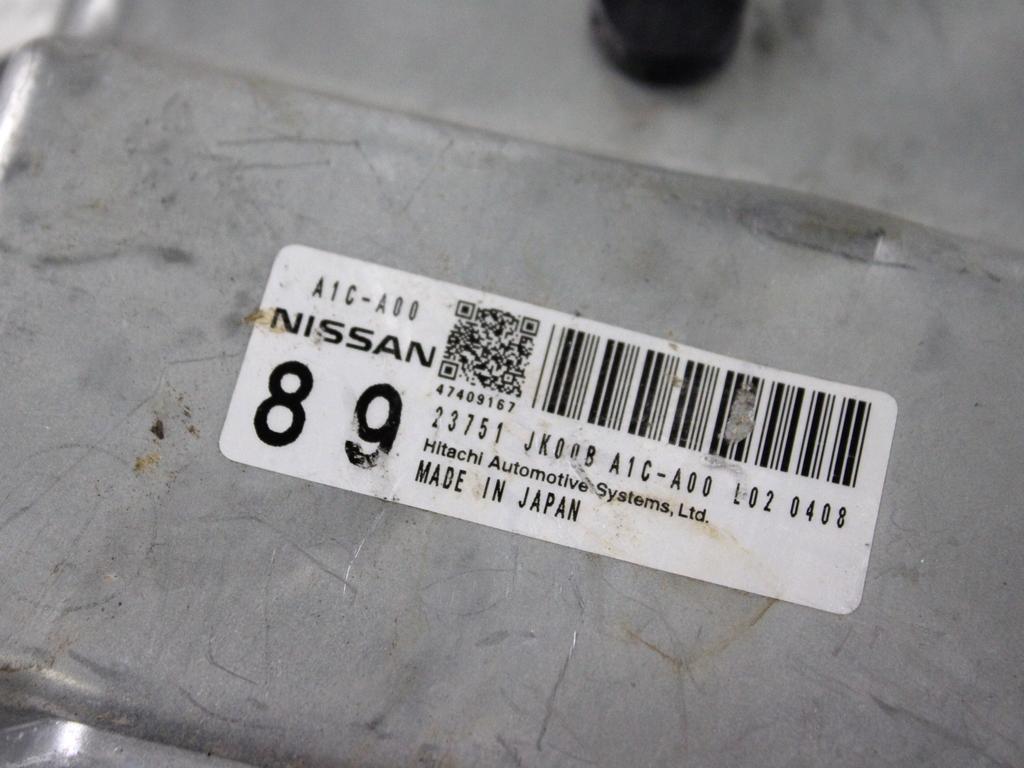 A1C-A00
NISSAN
8 9
47409167
23751 JK00B A1C-A00 L02 0408
Hitachi Automotive Systems, Ltd.
MADE IN JAPAN